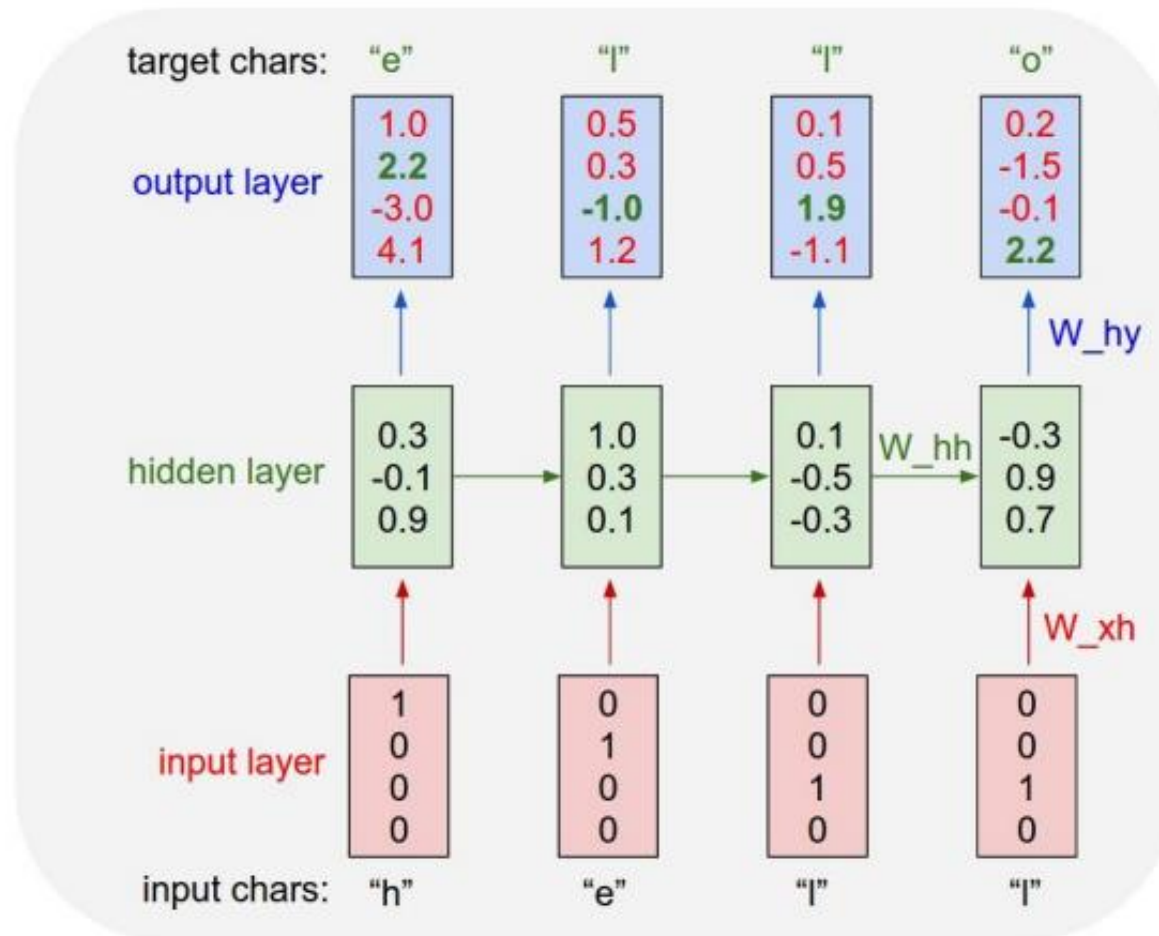 target chars: “e” “l” “l” “o”
1.0 0.5 0.1 0.2
2.2 0.3 0.5 -1.5
output layer
-3.0 -1.0 1.9 -0.1
4.1 1.2 -1.1 2.2
W_hy
0.3 1.0 0.1 -0.3
W_hh
hidden layer -0.1 0.3 -0.5 0.9
0.9 0.1 -0.3 0.7
W_xh
1 0 0 0
0 1 0 0
input layer
0 0 1 1
0 0 0 0
input chars: “h” “e” “l” “l”